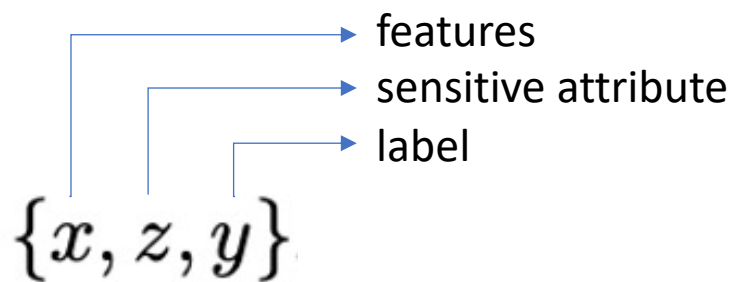 features
sensitive attribute
label
{x, z, y}